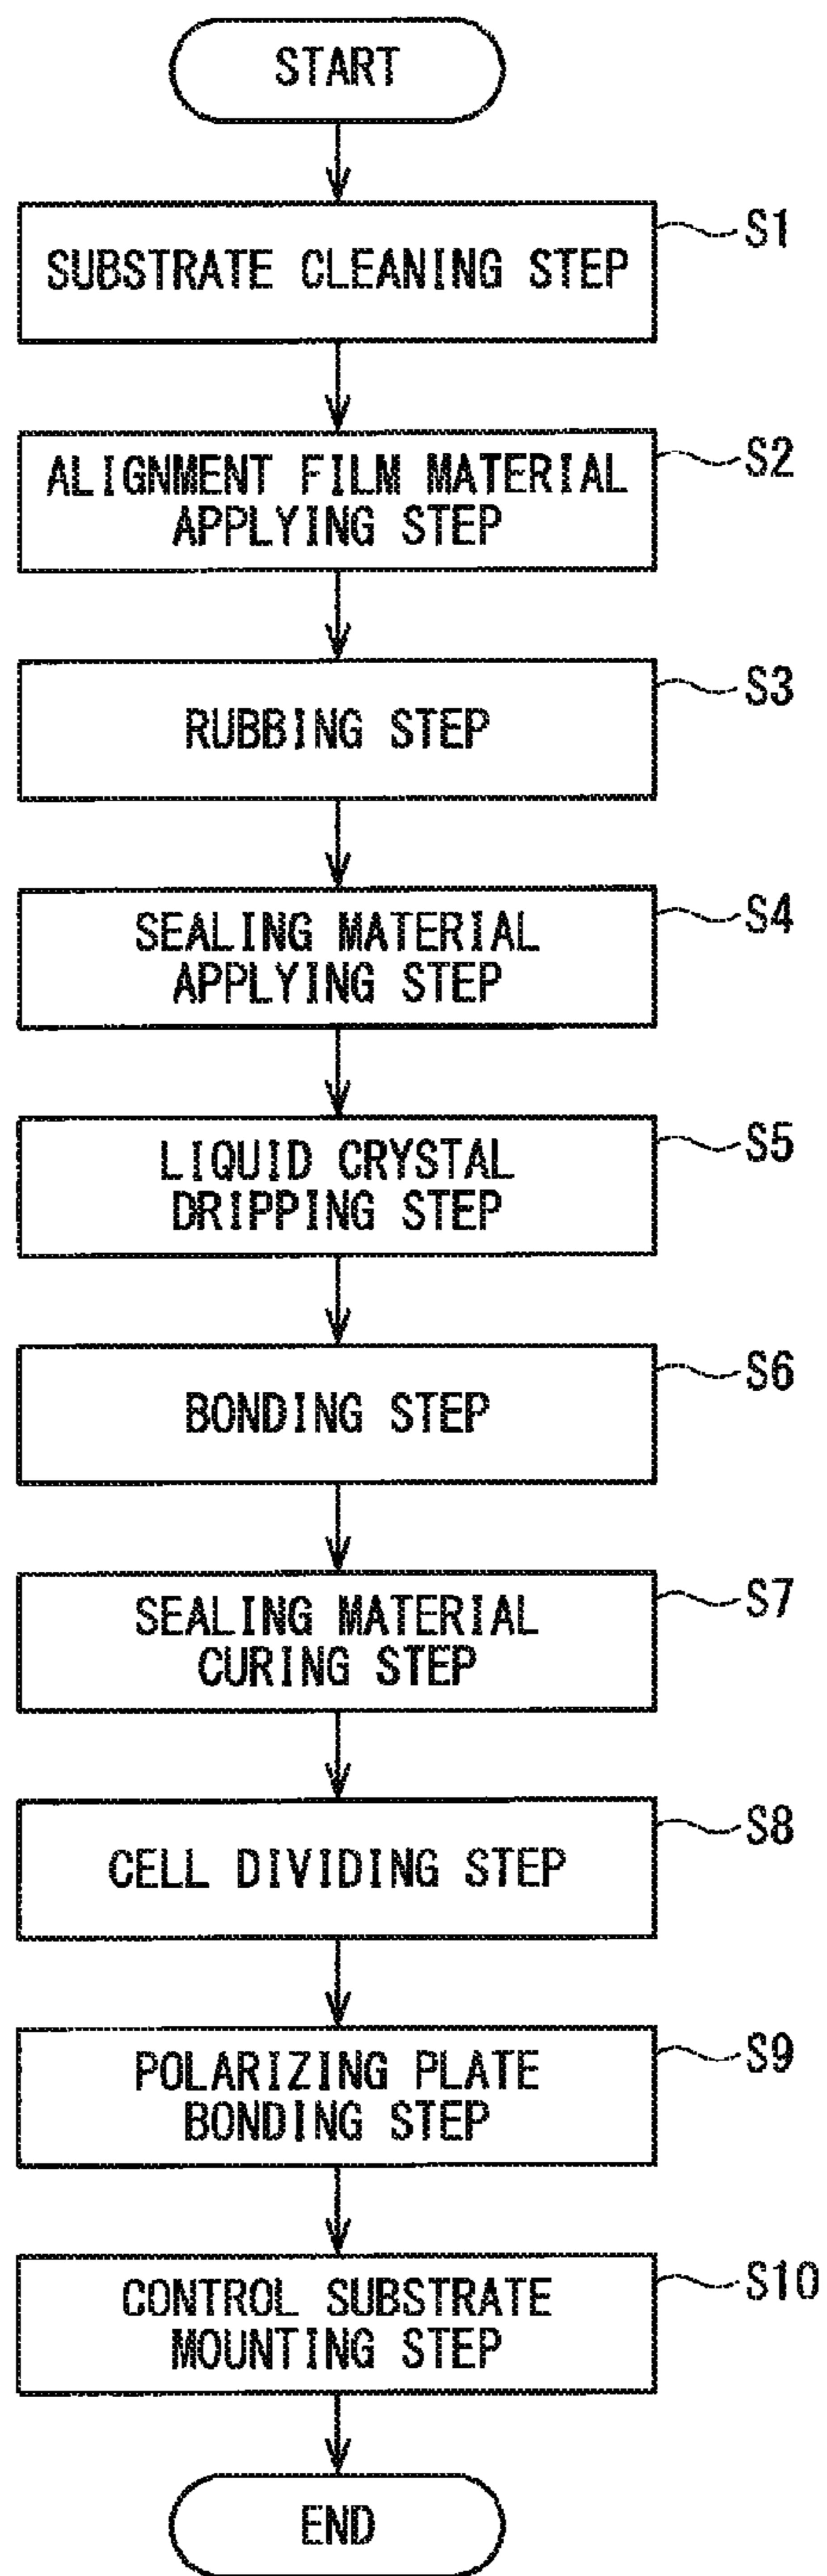 START
SUBSTRATE CLEANING STEP
S1
ALIGNMENT FILM MATERIAL
APPLYING STEP
S2
RUBBING STEP
S3
SEALING MATERIAL
APPLYING STEP
S4
LIQUID CRYSTAL
DRIPPING STEP
S5
BONDING STEP
S6
SEALING MATERIAL
CURING STEP
S7
CELL DIVIDING STEP
S8
POLARIZING PLATE
BONDING STEP
S9
CONTROL SUBSTRATE
MOUNTING STEP
S10
END